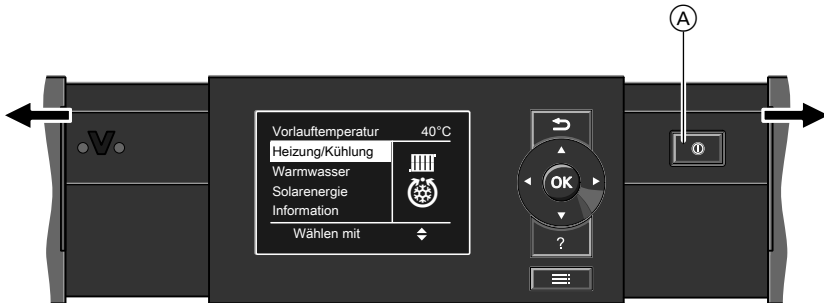 A
Vorlauftemperatur 40°C
Heizung/Kühlung
Warmwasser
Solarenergie
Information
Wählen mit
OK
?